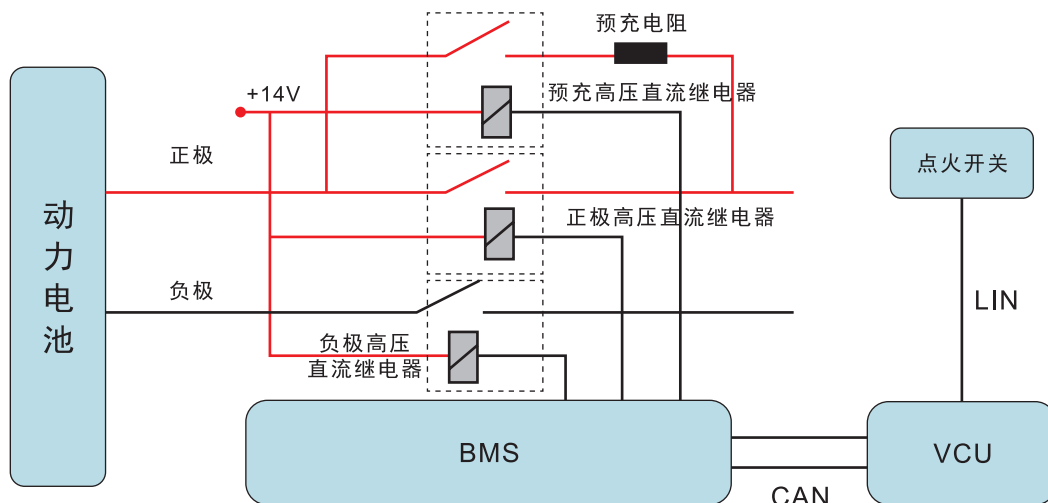 预充电阻
+14V
预充高压直流继电器
正极
点火开关
正极高压直流继电器
动力电池
负极
LIN
负极高压
直流继电器
BMS
VCU
CAN